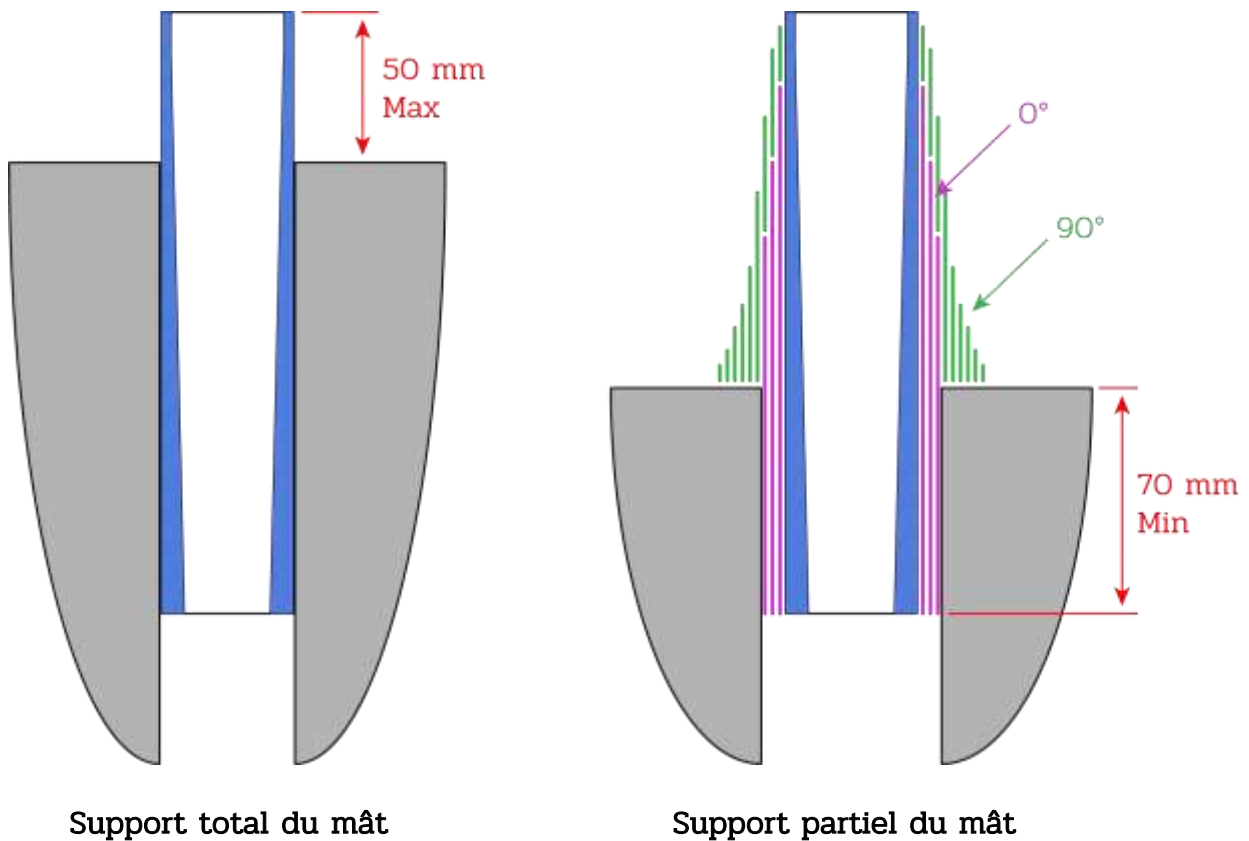 50 mm
Max
0°
90°
70 mm
Min
Support total du mât
Support partiel du mât